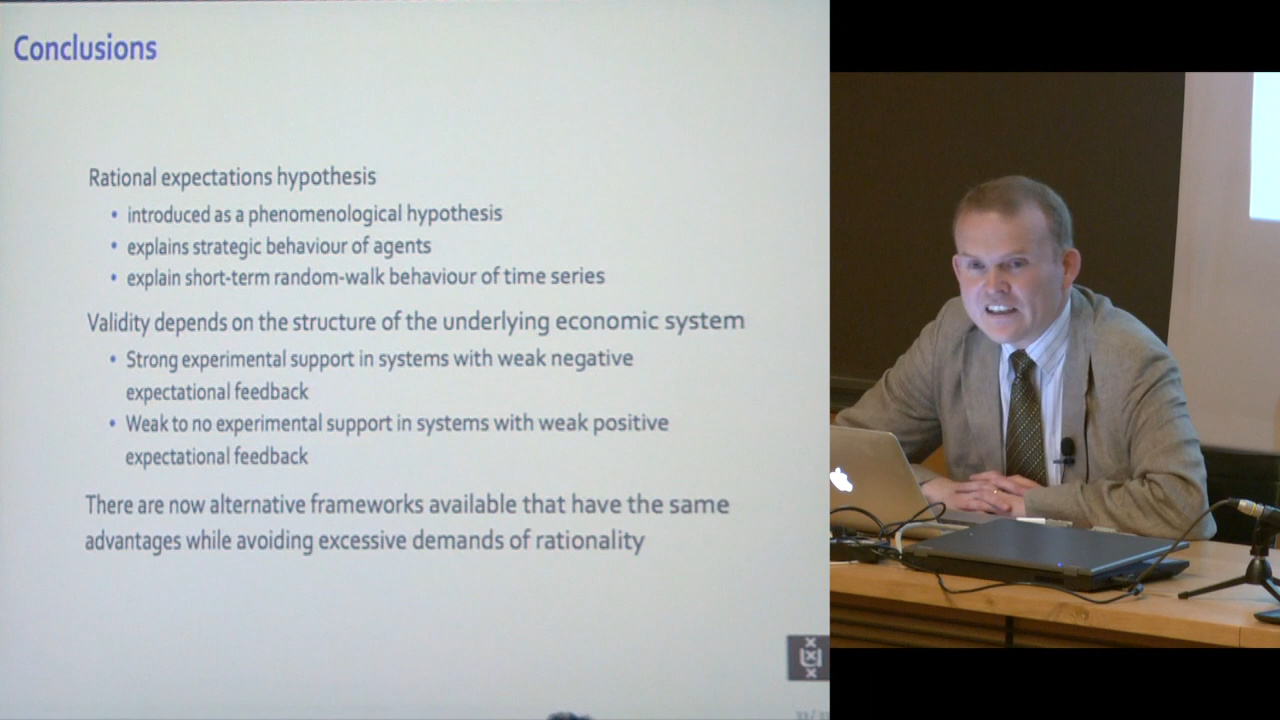 Conclusions
Rational expectations hypothesis
• introduced as a phenomenological hypothesis
• explains strategic behaviour of agents
• explain short-term random-walk behaviour of time series
Validity depends on the structure of the underlying economic system
• Strong experimental support in systems with weak negative
expectational feedback
• Weak to no experimental support in systems with weak positive
expectational feedback
There are now alternative frameworks available that have the same
advantages while avoiding excessive demands of rationality